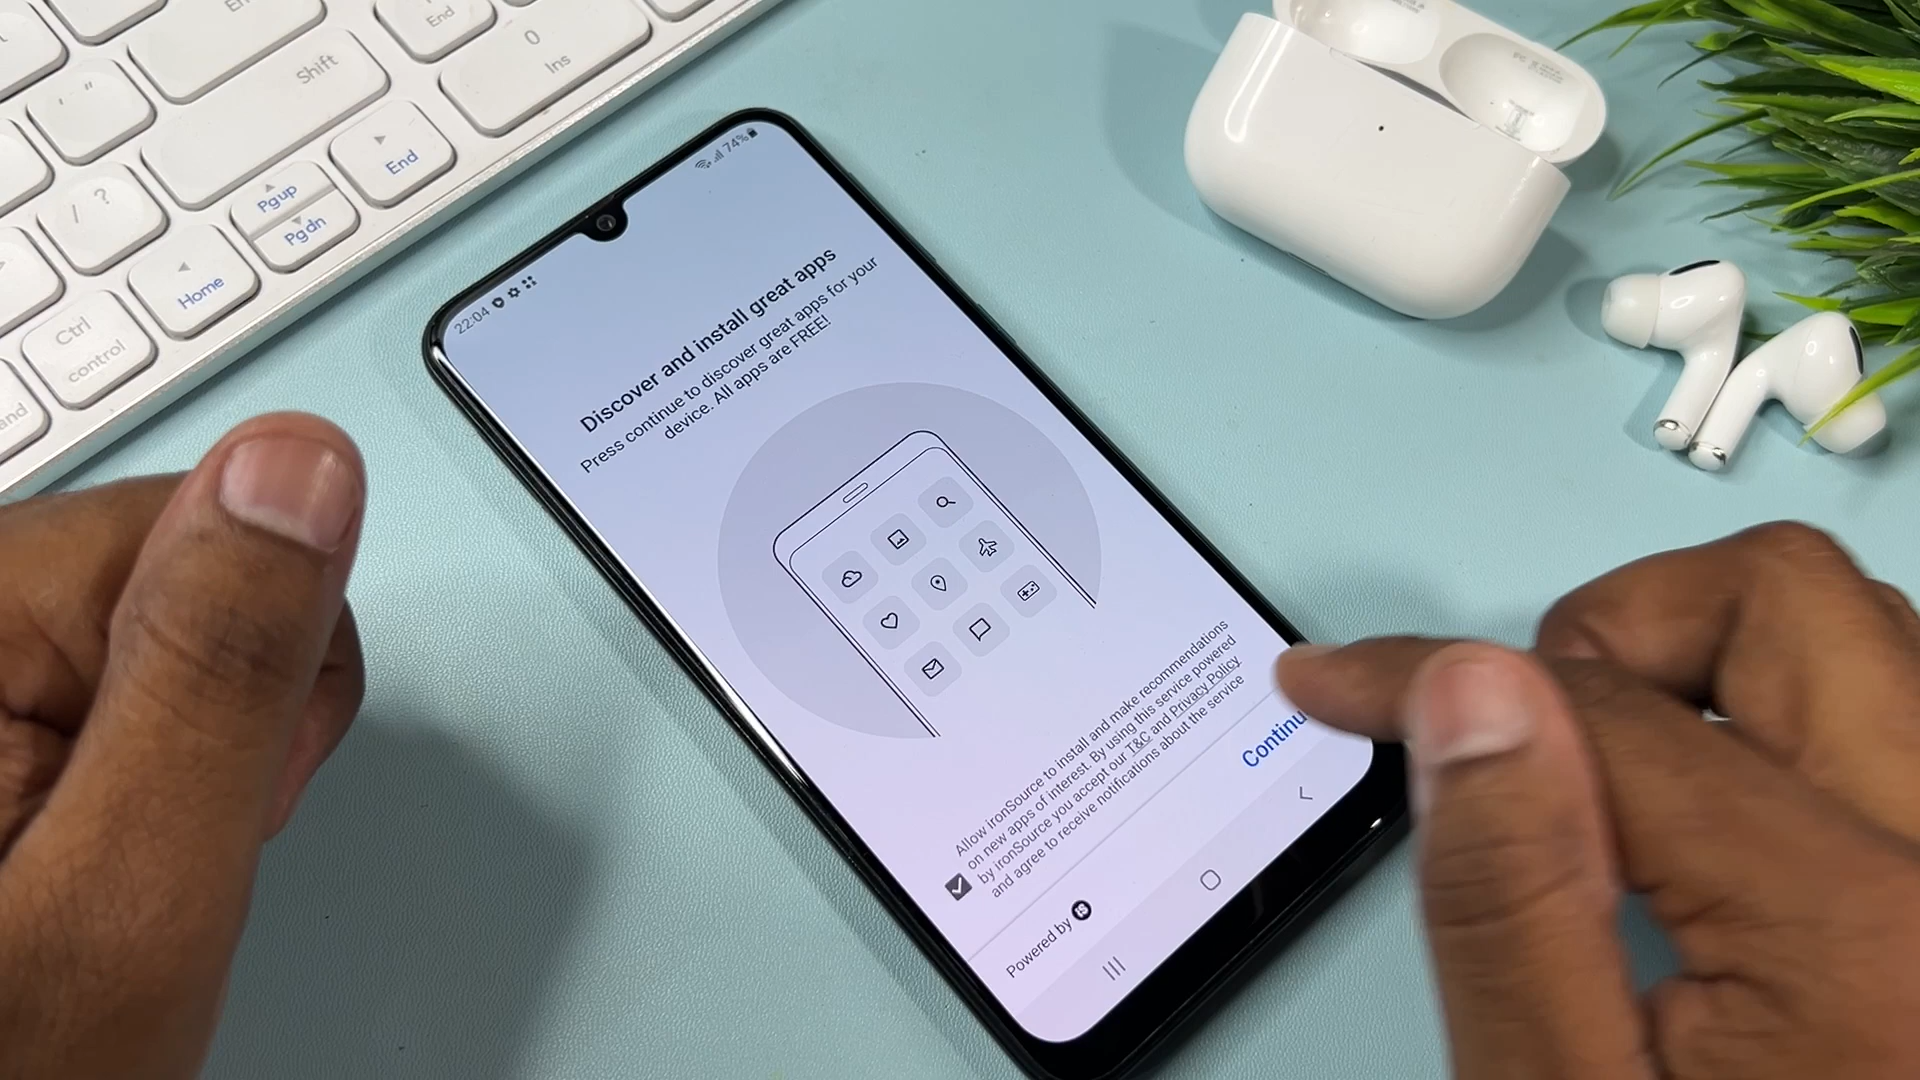 End
0
Ins
Shift
' "
End
/ ?
Pgup
Pgdn
Home
Ctrl
control
22:04
74%
Discover and install great apps
Press continue to discover great apps for your
device. All apps are FREE!
Allow ironSource to install and make recommendations
on new apps of interest. By using this service powered
by ironSource you accept our T&C and Privacy Policy
and agree to receive notifications about the service
Continu
Powered by iS